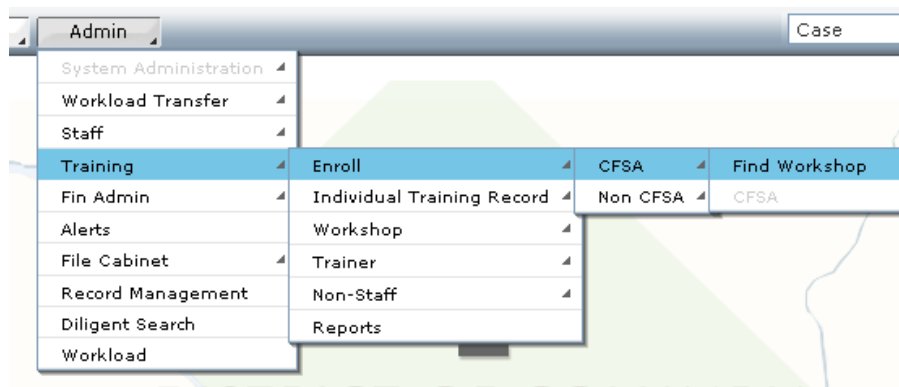 Admin
Case
System Administration
Workload Transfer
Staff
Training
Enroll
CFSA
Find Workshop
Fin Admin
Individual Training Record
Non CFSA
CFSA
Alerts
Workshop
File Cabinet
Trainer
Record Management
Non-Staff
Diligent Search
Reports
Workload